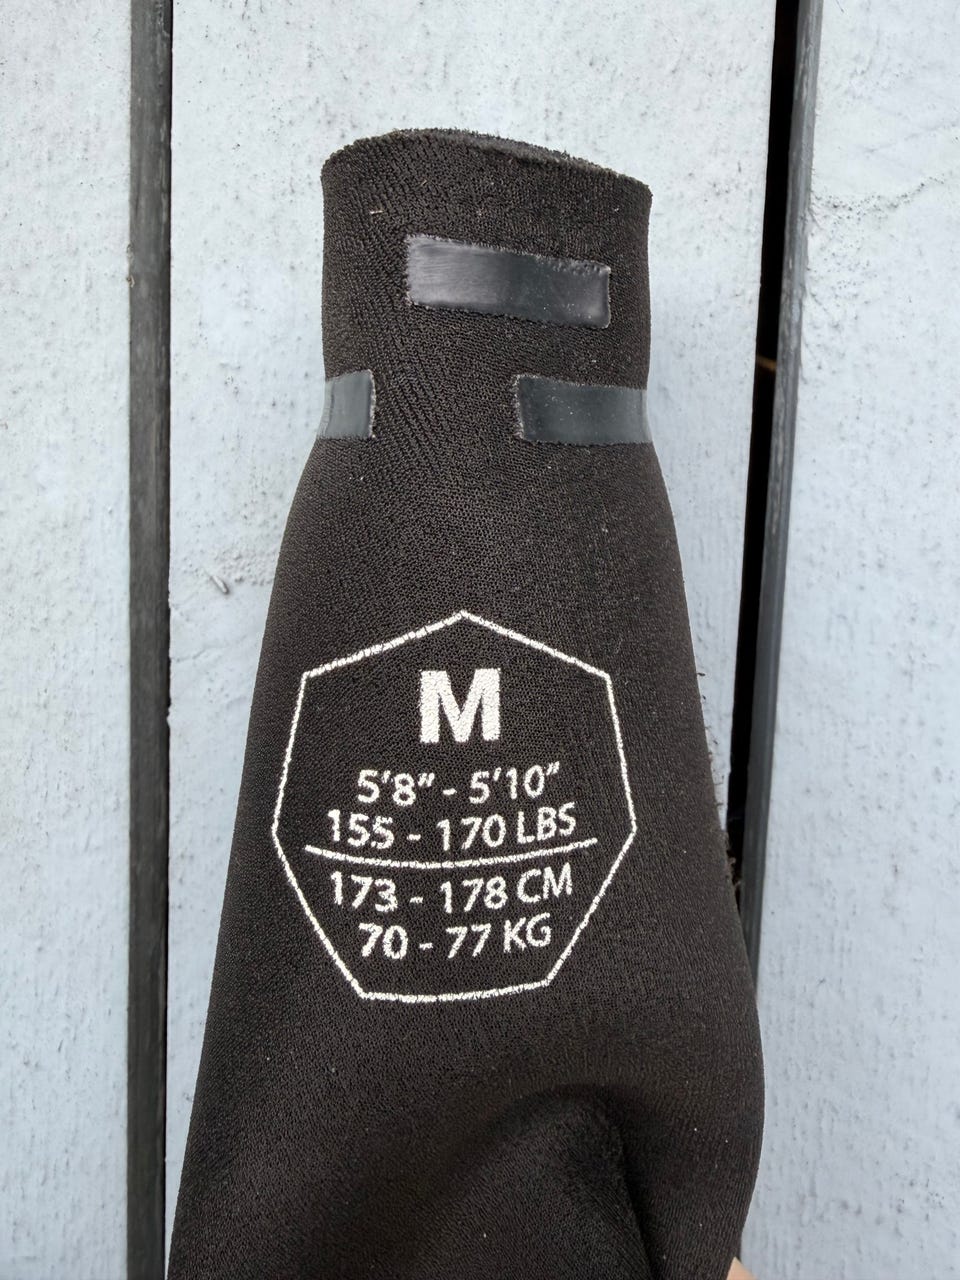 M
5'8" - 5'10"
155 - 170 LBS
173 - 178 CM
70 - 77 KG